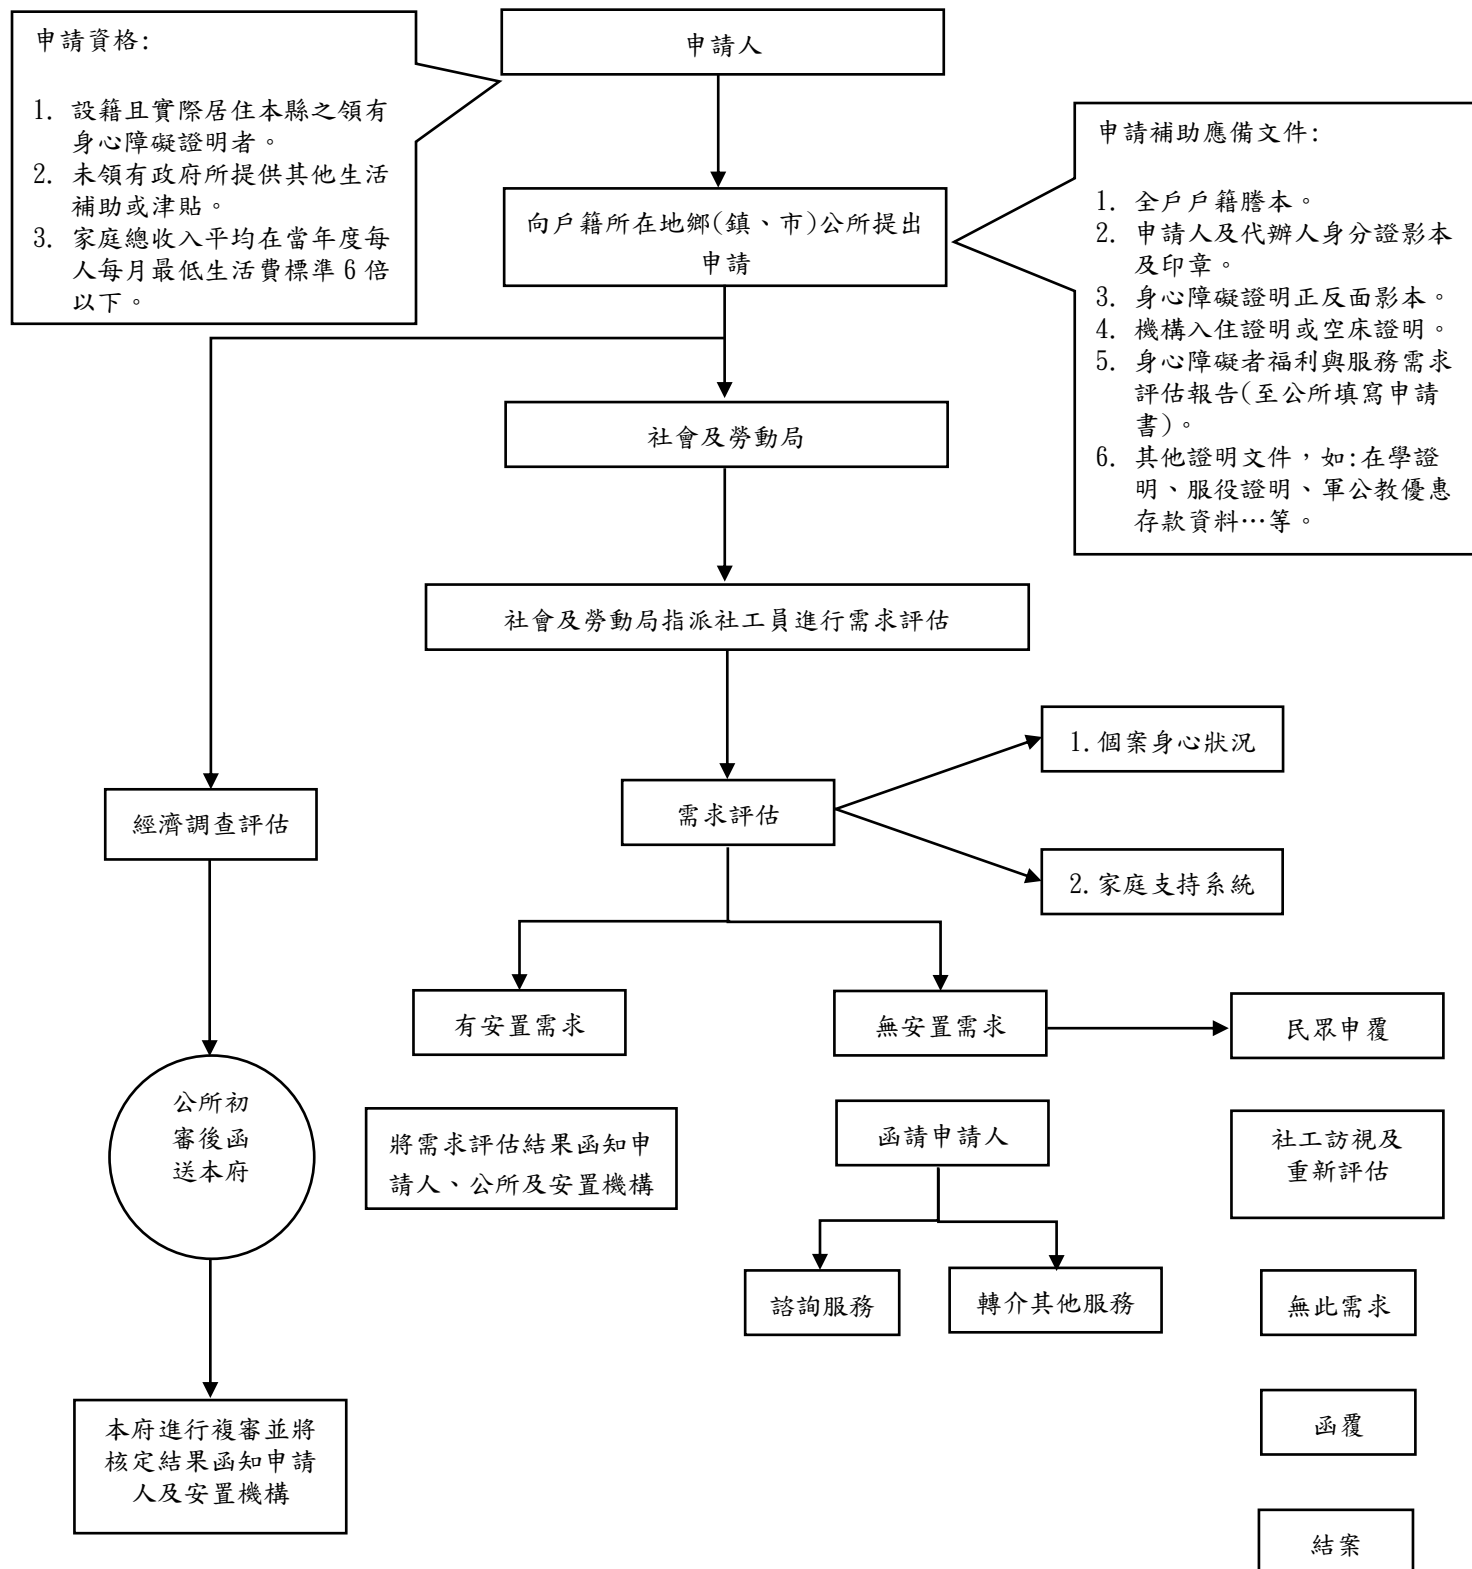 申請資格:
1. 設籍且實際居住本縣之領有
身心障礙證明者。
2. 未領有政府所提供其他生活
補助或津貼。
3. 家庭總收入平均在當年度每
人每月最低生活費標準 6 倍
以下。
申請人
向戶籍所在地鄉(鎮、市)公所提出
申請
申請補助應備文件:
1. 全戶戶籍謄本。
2. 申請人及代辦人身分證影本
及印章。
3. 身心障礙證明正反面影本。
4. 機構入住證明或空床證明。
5. 身心障礙者福利與服務需求
評估報告(至公所填寫申請
書)。
6. 其他證明文件，如:在學證
明、服役證明、軍公教優惠
存款資料…等。
社會及勞動局
社會及勞動局指派社工員進行需求評估
1.個案身心狀況
需求評估
2.家庭支持系統
經濟調查評估
有安置需求
無安置需求
民眾申覆
公所初
審後函
送本府
將需求評估結果函知申
請人、公所及安置機構
函請申請人
社工訪視及
重新評估
諮詢服務
轉介其他服務
無此需求
本府進行複審並將
核定結果函知申請
人及安置機構
函覆
結案